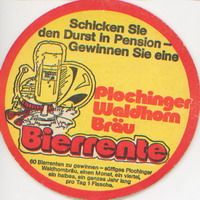 Schicken Sie
den Durst in Pension –
Gewinnen Sie eine
Plochinger
Waldhorn
Bräu
Bierrente
60 Bierrenten zu gewinnen – süffiges Plochinger
Waldhornbräu, einen Monat, ein viertel,
ein halbes, ein ganzes Jahr lang
pro Tag 1 Flasche.